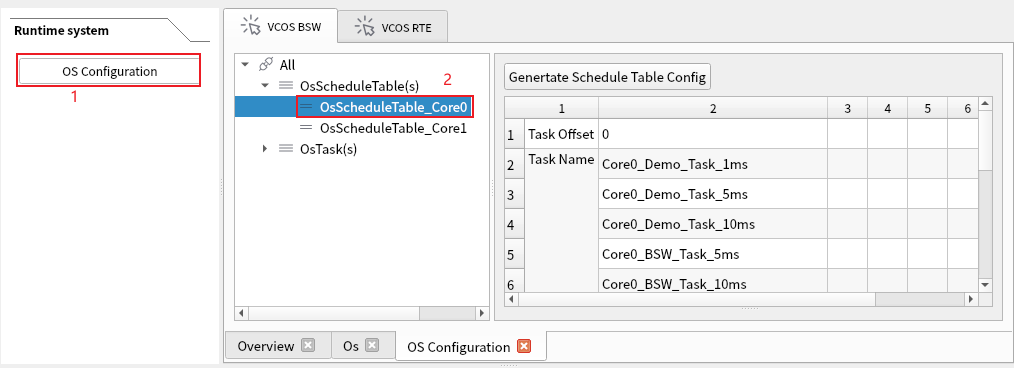 Runtime system
OS Configuration
1
VCOS BSW
VCOS RTE
All
OsScheduleTable(s)
2
OsScheduleTable_Core0
OsScheduleTable_Core1
OsTask(s)
Genertate Schedule Table Config
1 2 3 4 5 6
1 Task Offset 0
2 Task Name Core0_Demo_Task_1ms
3 Core0_Demo_Task_5ms
4 Core0_Demo_Task_10ms
5 Core0_BSW_Task_5ms
6 Core0_BSW_Task_10ms
Overview Os OS Configuration